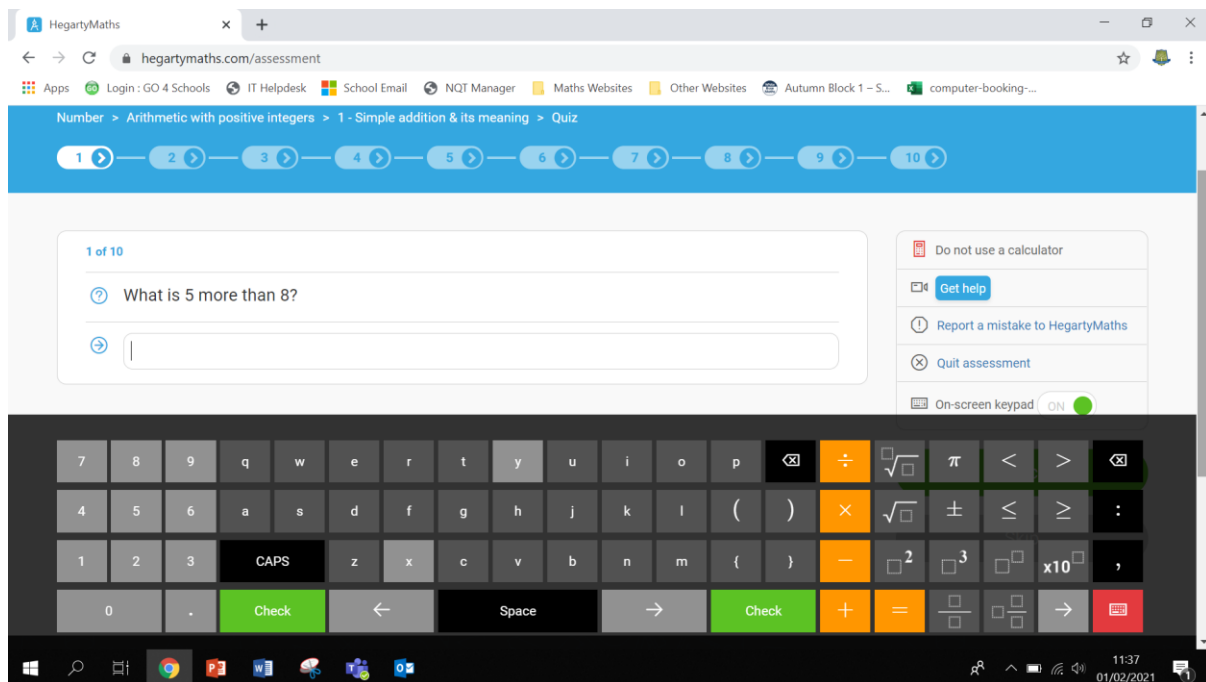 HegartyMaths
hegartymaths.com/assessment
Apps Login : GO 4 Schools IT Helpdesk School Email NQT Manager Maths Websites Other Websites Autumn Block 1 – S... computer-booking-...
Number > Arithmetic with positive integers > 1 - Simple addition & its meaning > Quiz
1 2 3 4 5 6 7 8 9 10
1 of 10
What is 5 more than 8?
Do not use a calculator
Get help
Report a mistake to HegartyMaths
Quit assessment
On-screen keypad ON
7 8 9 q w e r t y u i o p ÷ √ π < >
4 5 6 a s d f g h j k l ( ) × √ ± ≤ ≥ :
1 2 3 CAPS z x c v b n m { } − □² □³ □□ x10□ ,
0 . Check ← Space → Check + = →
11:37
01/02/2021
1